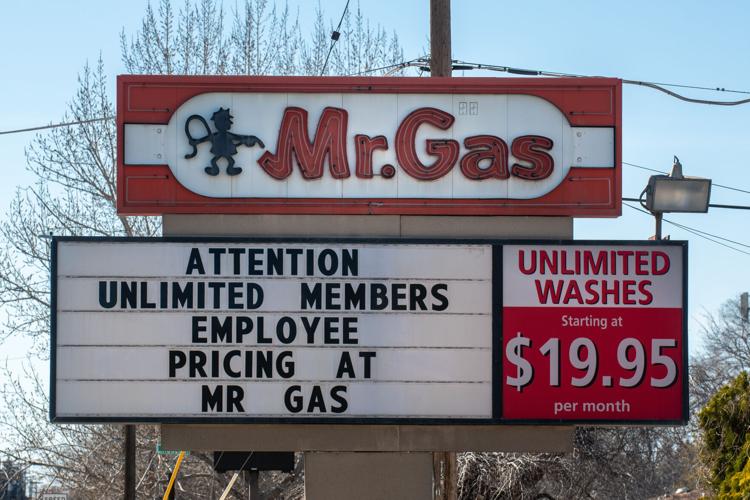 Mr. Gas
ATTENTION
UNLIMITED MEMBERS
EMPLOYEE
PRICING AT
MR GAS
UNLIMITED
WASHES
Starting at
$19.95
per month